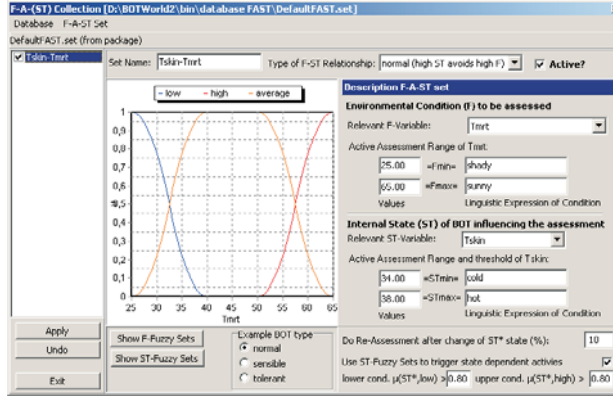 F-A-(ST) Collection [D:\BOTWorld2\bin\database FAST\DefaultFAST.set]
Database F-A-ST Set
DefaultFAST.set (from package)
Tskin-Tmrt
Set Name: Tskin-Tmrt Type of F-ST Relationship: normal (high ST avoids high F) Active?
low high average
1
0,9
0,8
0,7
0,6
0,5
0,4
0,3
0,2
0,1
0
25 30 35 40 45 50 55 60 65
Tmrt
Description F-A-ST set
Environmental Condition (F) to be assessed
Relevant F-Variable: Tmrt
Active Assessment Range of Tmrt:
25.00 =Fmin= shady
65.00 =Fmax= sunny
Values Linguistic Expression of Condition
Internal State (ST) of BOT influencing the assessment
Relevant ST-Variable: Tskin
Active Assessment Range and threshold of Tskin:
34.00 =STmin= cold
38.00 =STmax= hot
Values Linguistic Expression of Condition
Apply
Undo
Exit
Show F-Fuzzy Sets
Show ST-Fuzzy Sets
Example BOT type
normal
sensible
tolerant
Do Re-Assessment after change of ST* state (%): 10
Use ST-Fuzzy Sets to trigger state dependent activies
lower cond. μ(ST*,low) > 0.80 upper cond. μ(ST*,high) > 0.80